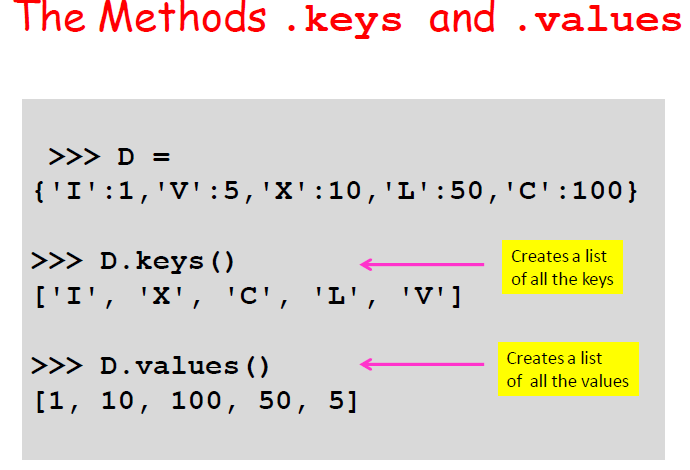 The Methods .keys and .values
>>> D =
{'I':1,'V':5,'X':10,'L':50,'C':100}
>>> D.keys()
['I', 'X', 'C', 'L', 'V']
Creates a list
of all the keys
>>> D.values()
[1, 10, 100, 50, 5]
Creates a list
of all the values